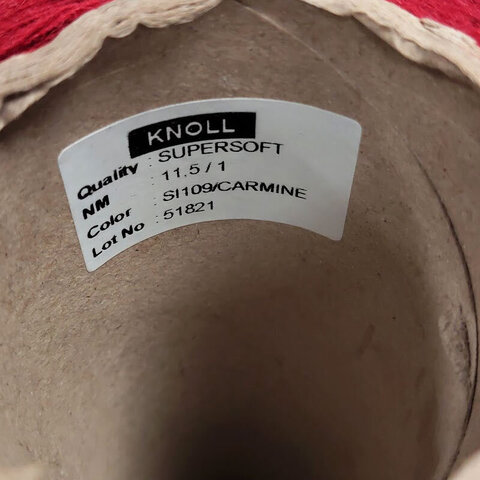 KNOLL
Quality : SUPERSOFT
NM : 11,5 / 1
Color : SI109/CARMINE
Lot No : 51821